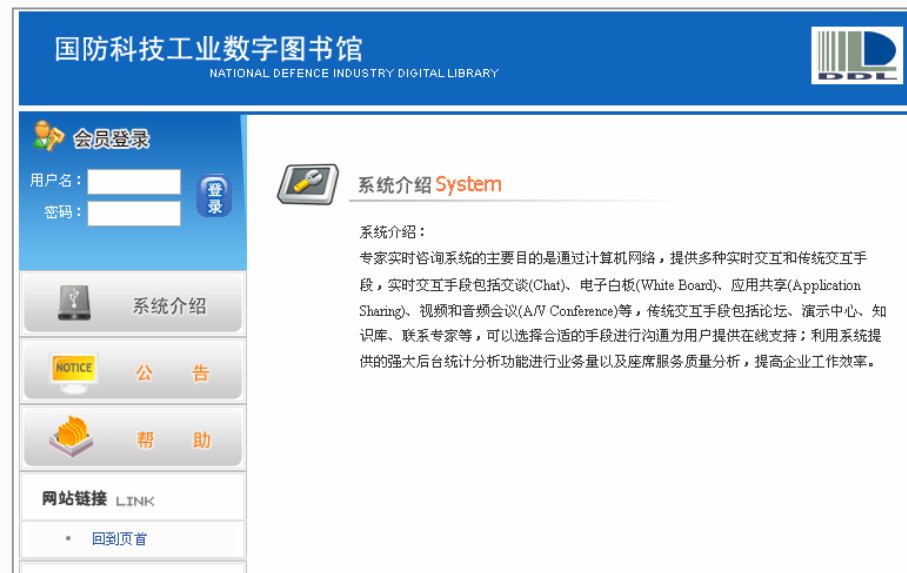 国防科技工业数字图书馆
NATIONAL DEFENCE INDUSTRY DIGITAL LIBRARY
DDL
会员登录
用户名：
密码：
登录
系统介绍
NOTICE
公 告
帮 助
网站链接 LINK
回到页首
系统介绍 System
系统介绍：
专家实时咨询系统的主要目的是通过计算机网络，提供多种实时交互和传统交互手
段，实时交互手段包括交谈(Chat)、电子白板(White Board)、应用共享(Application
Sharing)、视频和音频会议(A/V Conference)等，传统交互手段包括论坛、演示中心、知
识库、联系专家等，可以选择合适的手段进行沟通为用户提供在线支持；利用系统提
供的强大后台统计分析功能进行业务量以及座席服务质量分析，提高企业工作效率。